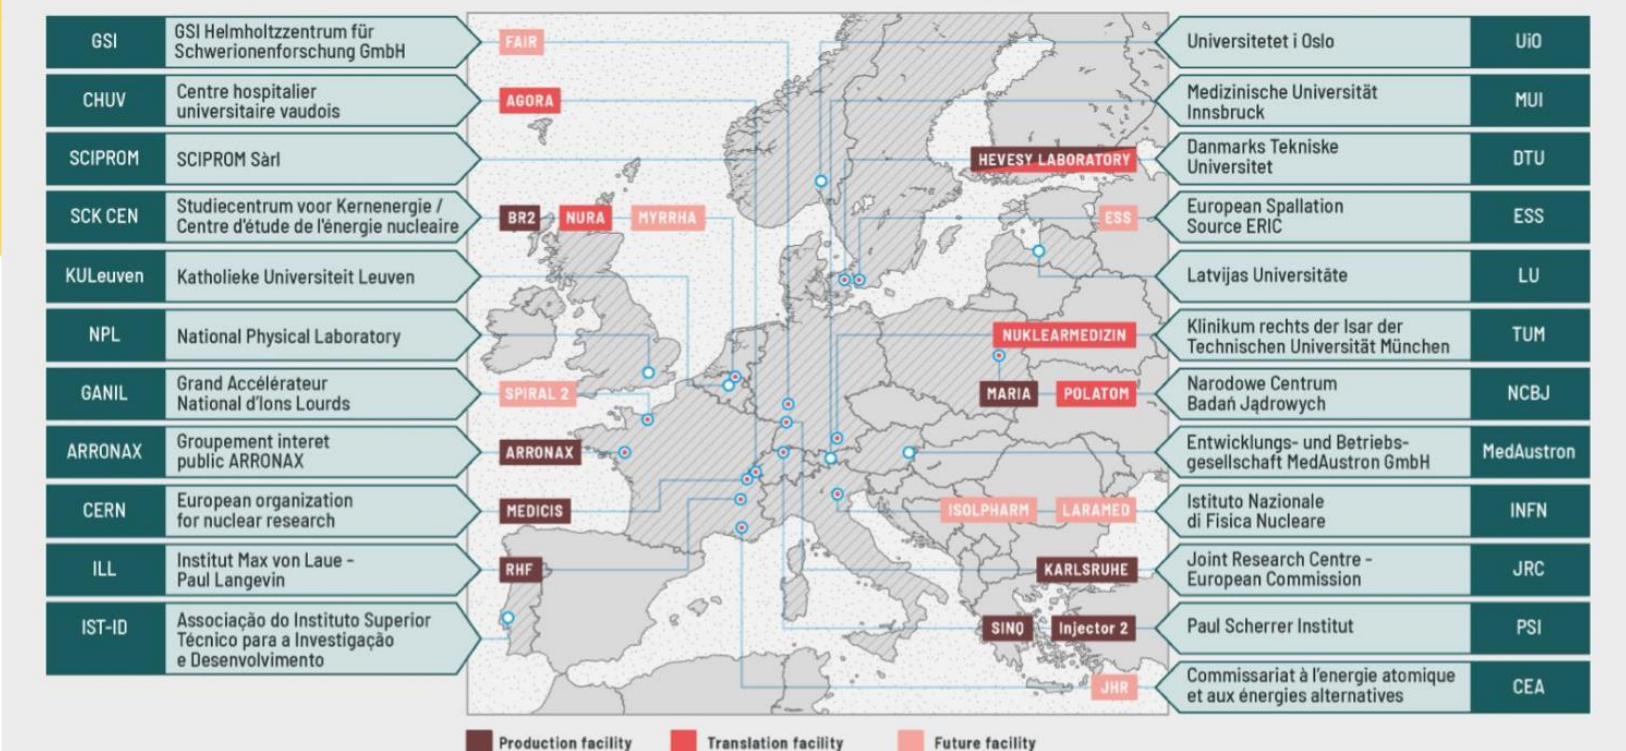 GSI
GSI Helmholtzzentrum für
Schwerionenforschung GmbH
FAIR
CHUV
Centre hospitalier
universitaire vaudois
AGORA
SCIPROM
SCIPROM Sàrl
SCK CEN
Studiecentrum voor Kernenergie /
Centre d'étude de l'énergie nucleaire
BR2 NURA MYRRHA
KULeuven
Katholieke Universiteit Leuven
NPL
National Physical Laboratory
GANIL
Grand Accélérateur
National d'Ions Lourds
SPIRAL 2
ARRONAX
Groupement interet
public ARRONAX
ARRONAX
CERN
European organization
for nuclear research
MEDICIS
ILL
Institut Max von Laue -
Paul Langevin
RHF
IST-ID
Associação do Instituto Superior
Técnico para a Investigação
e Desenvolvimento
Universitetet i Oslo
UiO
Medizinische Universität
Innsbruck
MUI
HEVESY LABORATORY
Danmarks Tekniske
Universitet
DTU
ESS
European Spallation
Source ERIC
ESS
Latvijas Universitāte
LU
NUKLEARMEDIZIN
Klinikum rechts der Isar der
Technischen Universität München
TUM
MARIA POLATOM
Narodowe Centrum
Badań Jądrowych
NCBJ
Entwicklungs- und Betriebs-
gesellschaft MedAustron GmbH
MedAustron
ISOLPHARM LARAMED
Istituto Nazionale
di Fisica Nucleare
INFN
KARLSRUHE
Joint Research Centre -
European Commission
JRC
SINQ Injector 2
Paul Scherrer Institut
PSI
JHR
Commissariat à l'energie atomique
et aux énergies alternatives
CEA
Production facility Translation facility Future facility